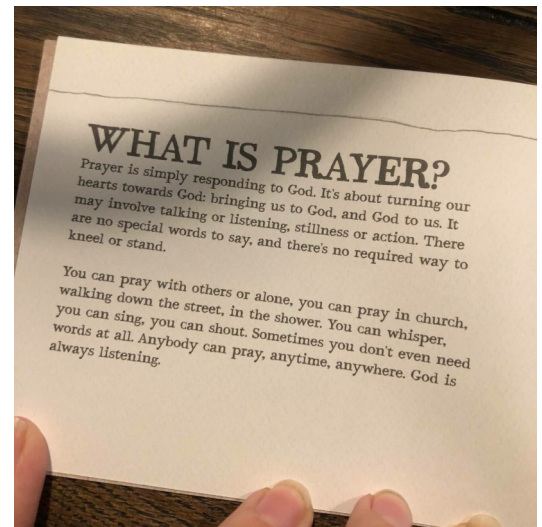 WHAT IS PRAYER?
Prayer is simply responding to God. It's about turning our
hearts towards God: bringing us to God, and God to us. It
may involve talking or listening, stillness or action. There
are no special words to say, and there's no required way to
kneel or stand.
You can pray with others or alone, you can pray in church,
walking down the street, in the shower. You can whisper,
you can sing, you can shout. Sometimes you don't even need
words at all. Anybody can pray, anytime, anywhere. God is
always listening.